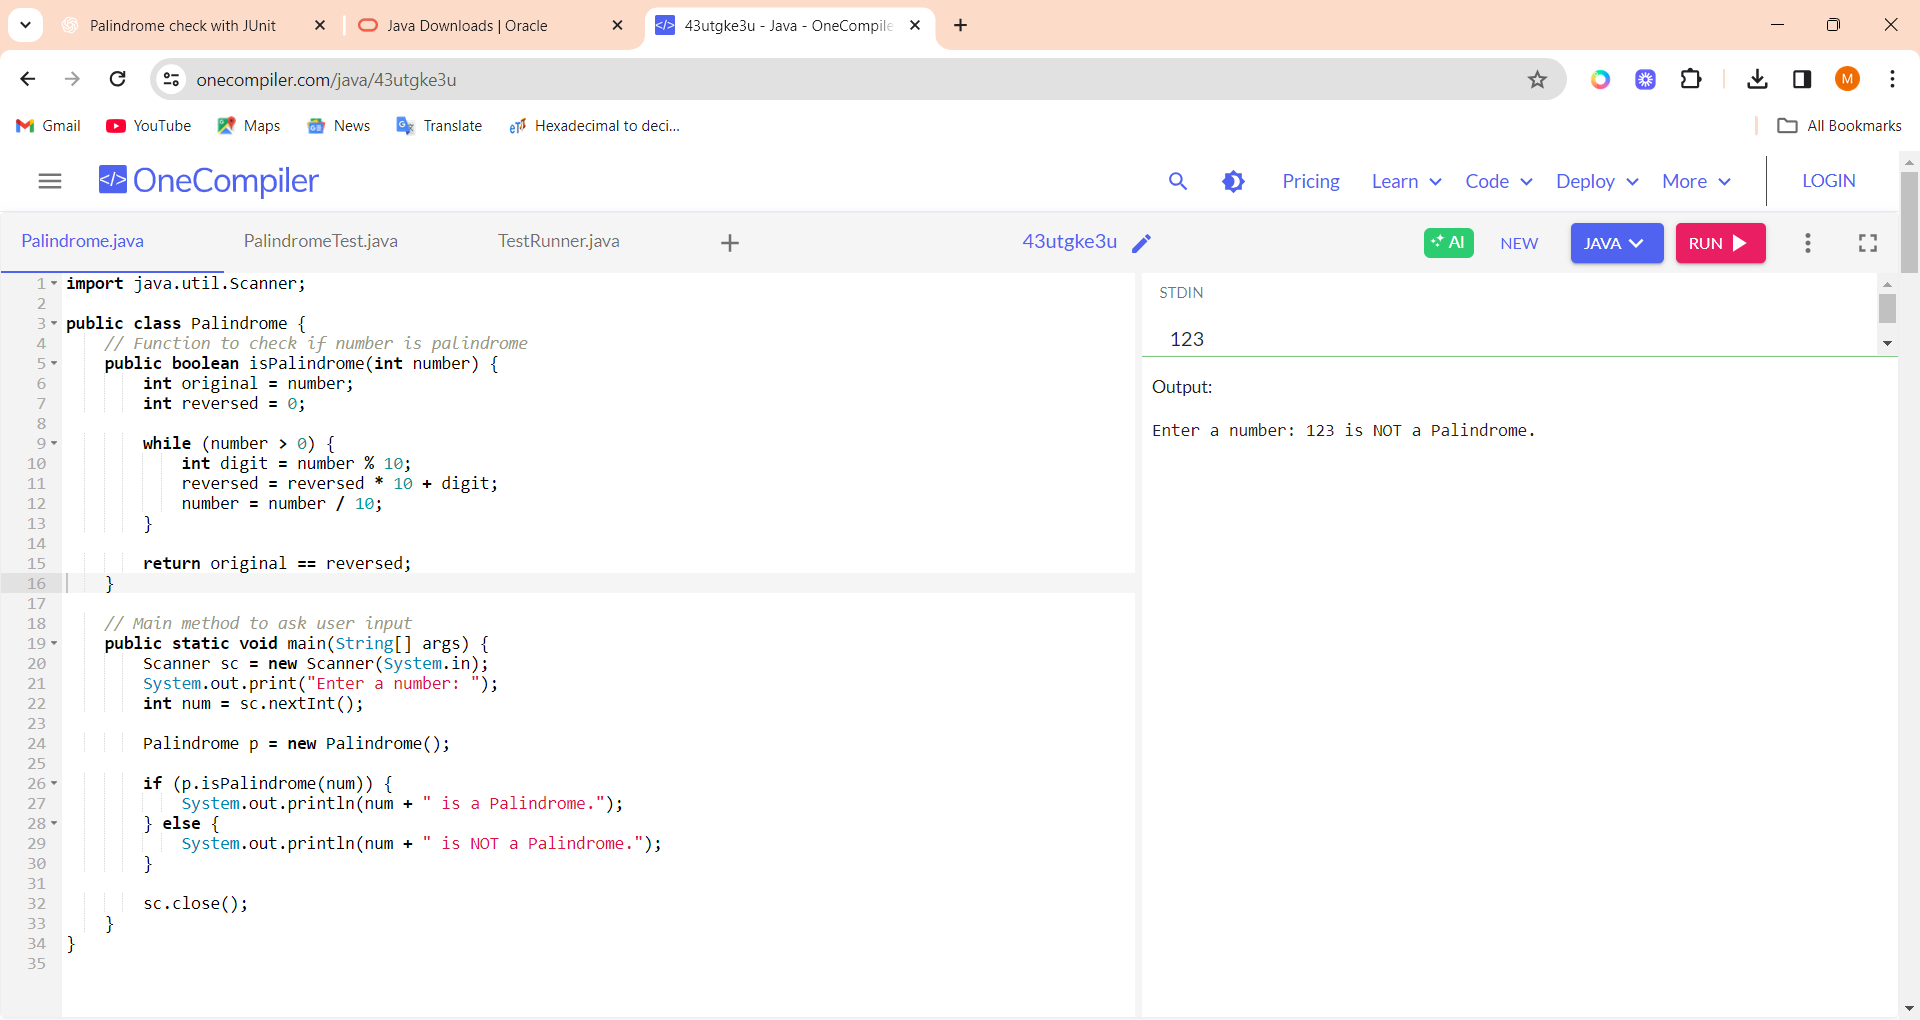 Palindrome check with JUnit
Java Downloads | Oracle
43utgke3u - Java - OneCompile
onecompiler.com/java/43utgke3u
M
Gmail YouTube Maps News Translate Hexadecimal to deci... All Bookmarks
OneCompiler
Pricing Learn Code Deploy More LOGIN
Palindrome.java PalindromeTest.java TestRunner.java
43utgke3u
AI NEW JAVA RUN
1 import java.util.Scanner;
2
3 public class Palindrome {
4 // Function to check if number is palindrome
5 public boolean isPalindrome(int number) {
6 int original = number;
7 int reversed = 0;
8
9 while (number > 0) {
10 int digit = number % 10;
11 reversed = reversed * 10 + digit;
12 number = number / 10;
13 }
14
15 return original == reversed;
16 }
17
18 // Main method to ask user input
19 public static void main(String[] args) {
20 Scanner sc = new Scanner(System.in);
21 System.out.print("Enter a number: ");
22 int num = sc.nextInt();
23
24 Palindrome p = new Palindrome();
25
26 if (p.isPalindrome(num)) {
27 System.out.println(num + " is a Palindrome.");
28 } else {
29 System.out.println(num + " is NOT a Palindrome.");
30 }
31
32 sc.close();
33 }
34 }
35
STDIN
123
Output:
Enter a number: 123 is NOT a Palindrome.